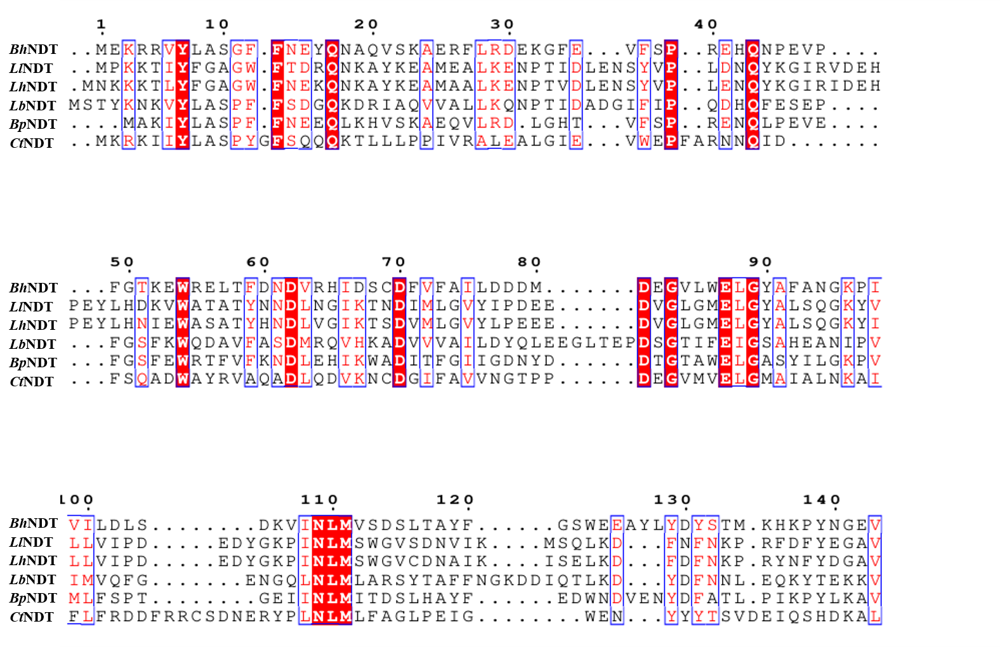 1 10 20 30 40
BhNDT ..MEKRRVYLASGF.FNEYQNAQVSKAERFLRDEKGFE...VFSP..REHQNPEVP....
LlNDT ..MPKKTIYFGAGW.FTDRQNKAYKEAMEALKENPTIDLENSYVP..LDNQYKGIRVDEH
LhNDT .MNKKKTLYFGAGW.FNEKQNKAYKEAMAALKENPTVDLENSYVP..LENQYKGIRIDEH
LbNDT MSTYKNKVYLASPF.FSDGQKDRIAQVVALLKQNPTIDADGIFIP..QDHQFESEP....
BpNDT ....MAKIYLASPF.FNEEQLKHVSKAEQVLRD.LGHT...VFSP..RENQLPEVE....
CtNDT ..MKRKIIYLASPYGFSQQQKTLLLPPIVRALEALGIE...VWEPFARNNQID.......
50 60 70 80 90
BhNDT ...FGTKEWRELTFDNDVRHIDSCDFVFAILDDDM.......DEGVLWELGYAFANGKPI
LlNDT PEYLHDKVWATATYNNDLNGIKTNDIMLGVYIPDEE......DVGLGMELGYALSQGKYV
LhNDT PEYLHNIEWASATYHNDLVGIKTSDVMLGVYLPEEE......DVGLGMELGYALSQGKYI
LbNDT ...FGSFKWQDAVFASDMRQVHKADVVVAILDYQLEEGLTEPDSGTIFEIGSAHEANIPV
BpNDT ...FGSFEWRTFVFKNDLEHIKWADITFGIIGDNYD......DTGTAWELGASYILGKPV
CtNDT ...FSQADWAYRVAQADLQDVKNCDGIFAVVNGTPP......DEGVMVELGMAIALNKAI
100 110 120 130 140
BhNDT VILDLS........DKVINLMVSDSLTAYF......GSWEEAYLYDYSTM.KHKPYNGEV
LlNDT LLVIPD.....EDYGKPINLMSWGVSDNVIK....MSQLKD...FNFNKP.RFDFYEGAV
LhNDT LLVIPD.....EDYGKPINLMSWGVCDNAIK....ISELKD...FDFNKP.RYNFYDGAV
LbNDT IMVQFG.......ENGQLNLMLARSYTAFFNGKDDIQTLKD...YDFNNL.EQKYTEKKV
BpNDT MLFSPT........GEIINLMITDSLHAYF......EDWNDVENYDFATL.PIKPYLKAV
CtNDT FLFRDDFRRCSDNERYPLNLMLFAGLPEIG........WEN...YYYTSVDEIQSHDKAL